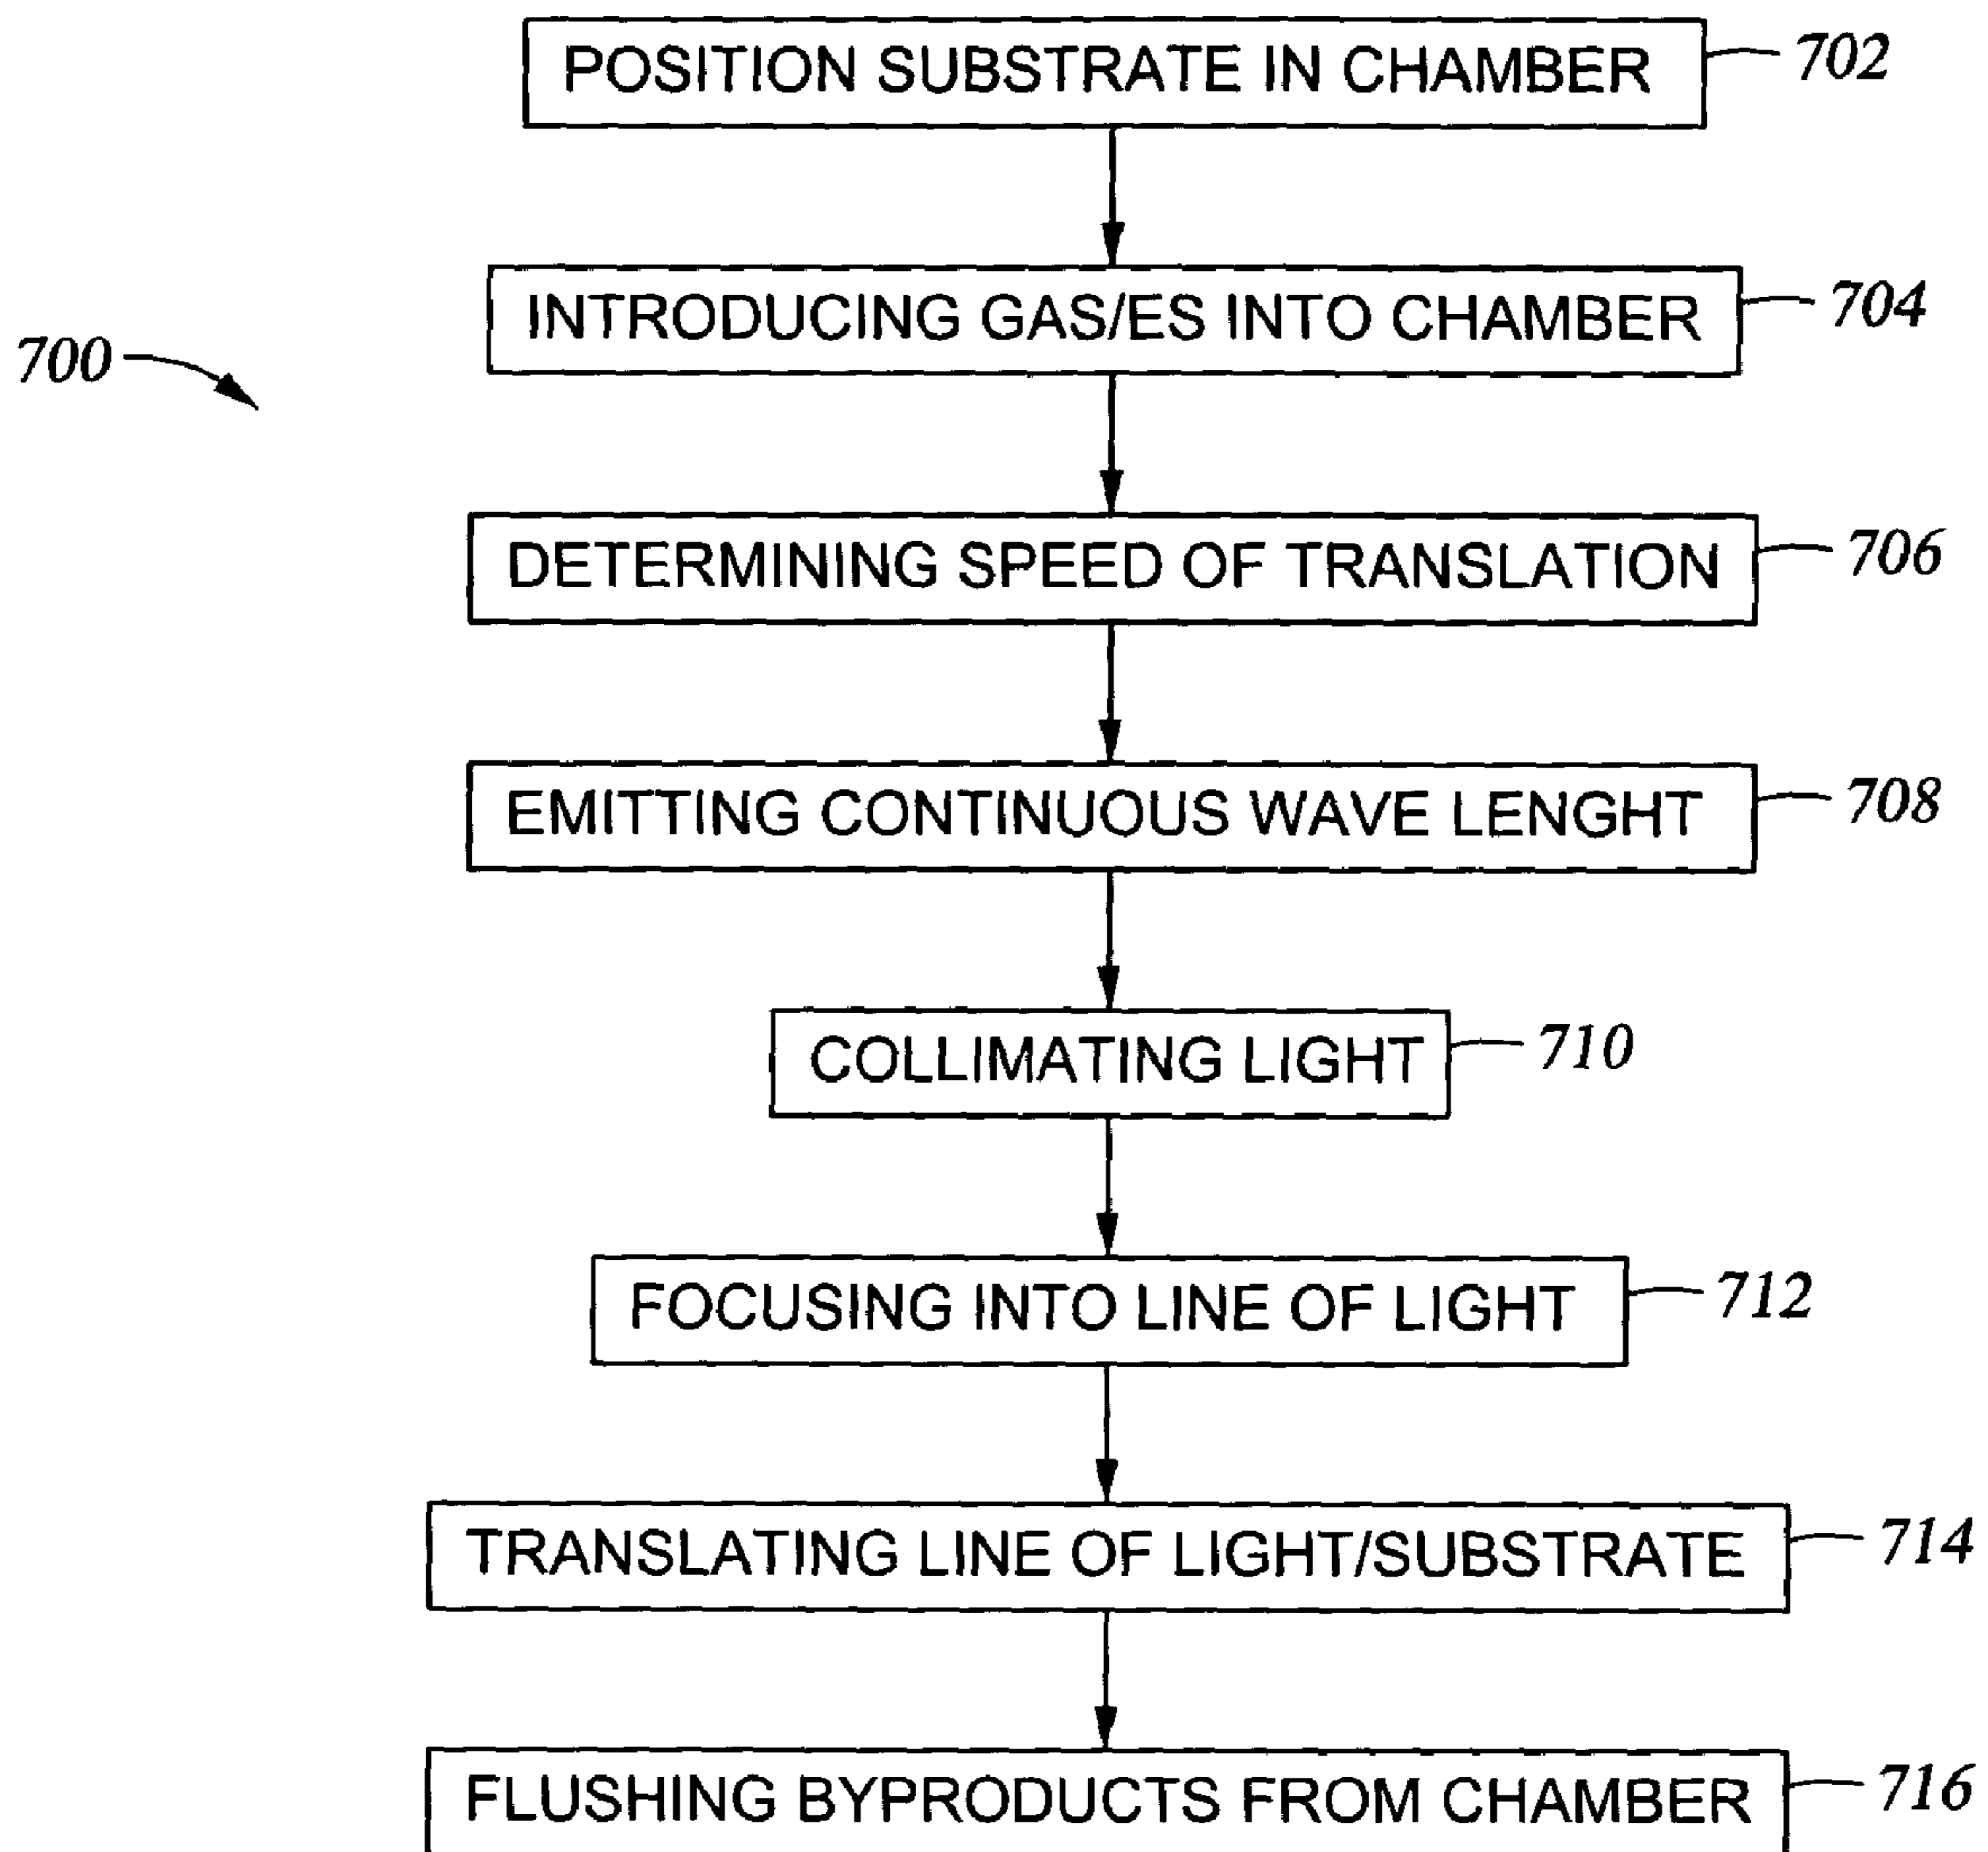 POSITION SUBSTRATE IN CHAMBER 702
INTRODUCING GAS/ES INTO CHAMBER 704
700
DETERMINING SPEED OF TRANSLATION 706
EMITTING CONTINUOUS WAVE LENGHT 708
COLLIMATING LIGHT 710
FOCUSING INTO LINE OF LIGHT 712
TRANSLATING LINE OF LIGHT/SUBSTRATE 714
FLUSHING BYPRODUCTS FROM CHAMBER 716